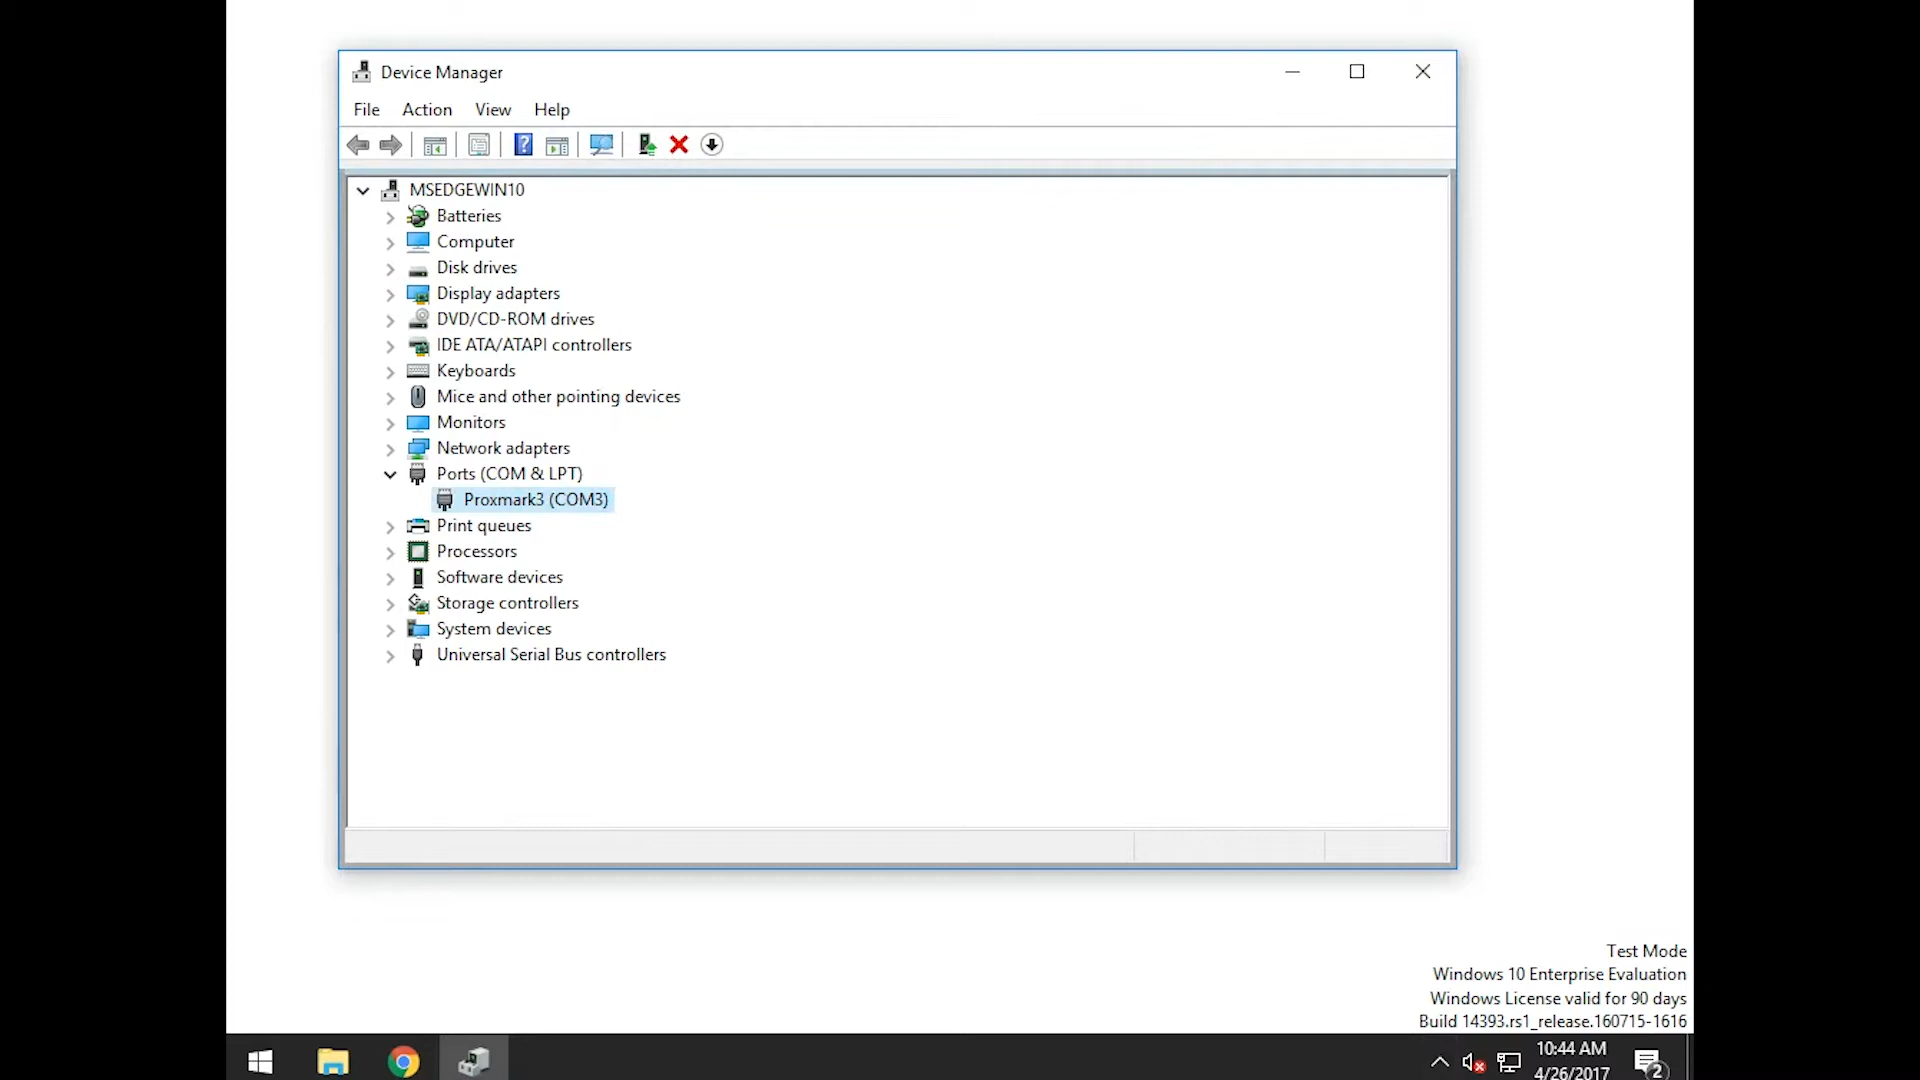 Device Manager
File Action View Help
MSEDGEWIN10
Batteries
Computer
Disk drives
Display adapters
DVD/CD-ROM drives
IDE ATA/ATAPI controllers
Keyboards
Mice and other pointing devices
Monitors
Network adapters
Ports (COM & LPT)
Proxmark3 (COM3)
Print queues
Processors
Software devices
Storage controllers
System devices
Universal Serial Bus controllers
Test Mode
Windows 10 Enterprise Evaluation
Windows License valid for 90 days
Build 14393.rs1_release.160715-1616
10:44 AM
4/26/2017
2